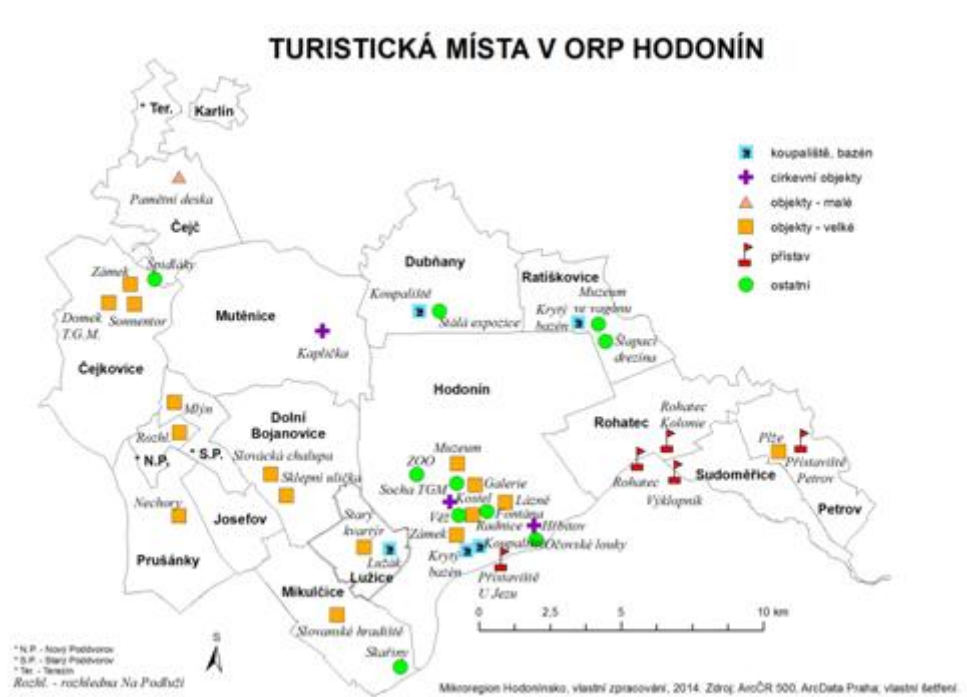 TURISTICKÁ MÍSTA V ORP HODONÍN
* Ter.
Karlín
koupaliště, bazén
církevní objekty
objekty - malé
objekty - velké
přístav
ostatní
Pamětní deska
Čejč
Zámek
Špidláky
Domek
T.G.M.
Sonnentor
Čejkovice
Mutěnice
Kaplička
Dubňany
Koupaliště
Stálá expozice
Ratíškovice
Muzeum
ve vagónu
Krytý
bazén
Šlapací
drezína
Hodonín
Mlýn
Rozhl.
* N.P.
* S.P.
Dolní
Bojanovice
Slovácká chalupa
Sklepní ulička
Nechory
Josefov
Prušánky
Starý
kvartýr
Lužák
Lužice
Mikulčice
Slovanské hradiště
Skařiny
Muzeum
ZOO
Socha TGM
Galerie
Kostel
Lázně
Věž
Fontána
Radnice
Zámek
Hřbitov
Koupaliště
Očovské louky
Krytý
bazén
Přístaviště
U Jezu
Rohatec
Rohatec
Kolonie
Rohatec
Výklopník
Sudoměřice
Plže
Přístaviště
Petrov
Petrov
0 2,5 5 10 km
S
* N.P. - Nový Poddvorov
* S.P. - Starý Poddvorov
* Ter. - Terezín
Rozhl. - rozhledna Na Podluží
Mikroregion Hodonínsko, vlastní zpracování, 2014. Zdroj: ArcČR 500, ArcData Praha; vlastní šetření